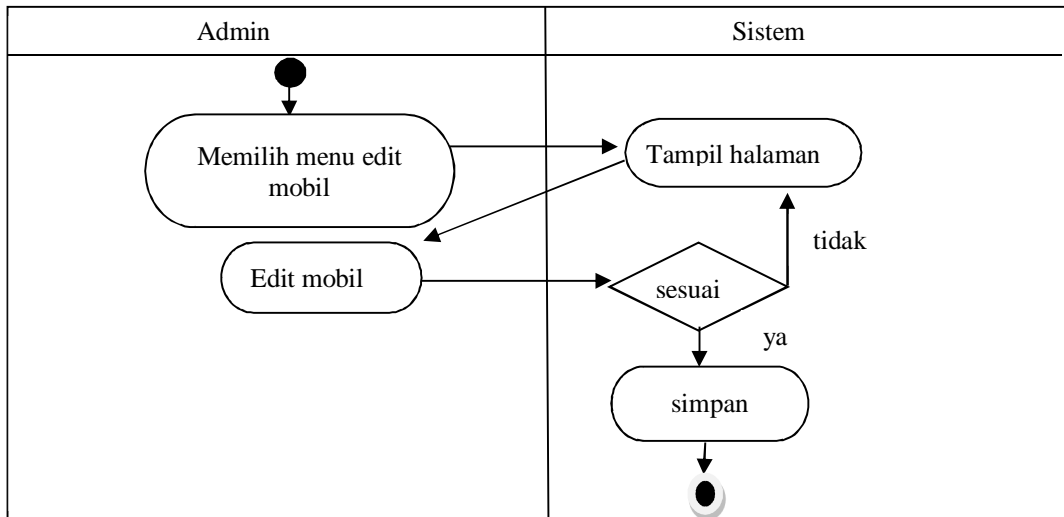 Admin
Sistem
Memilih menu edit
mobil
Tampil halaman
tidak
Edit mobil
sesuai
ya
simpan